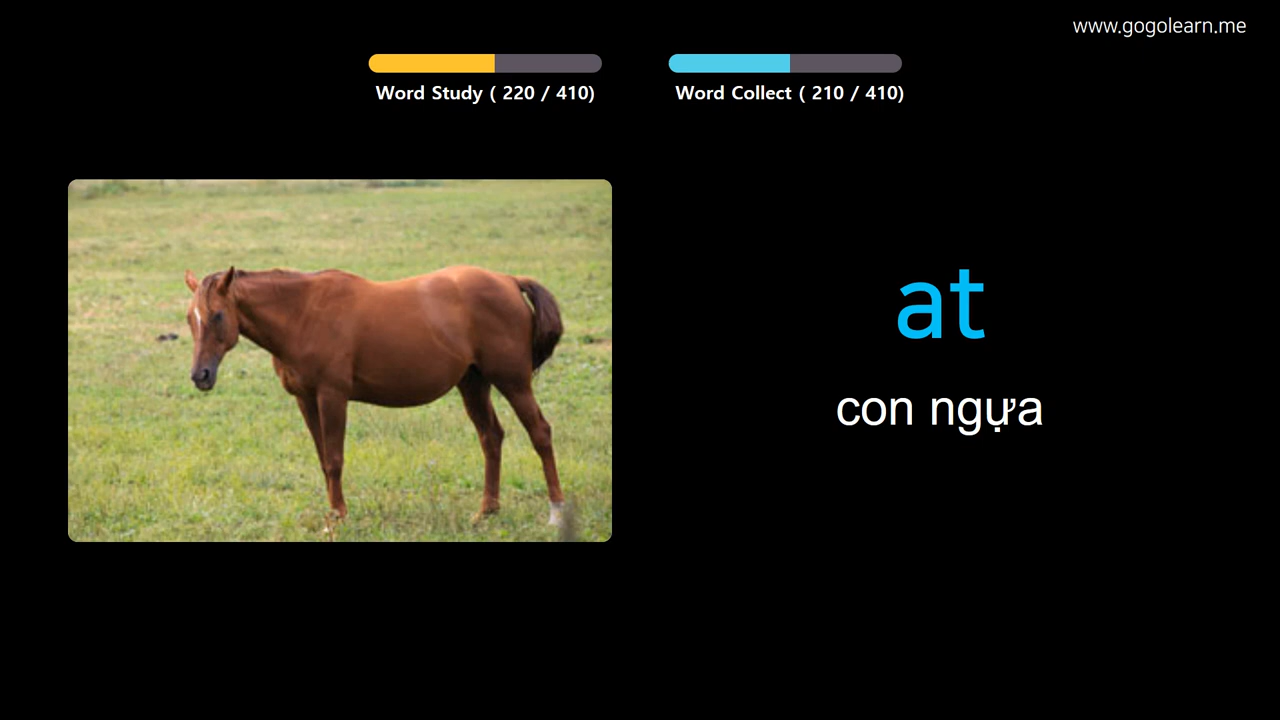 www.gogolearn.me
Word Study ( 220 / 410)
Word Collect ( 210 / 410)
at
con ngựa